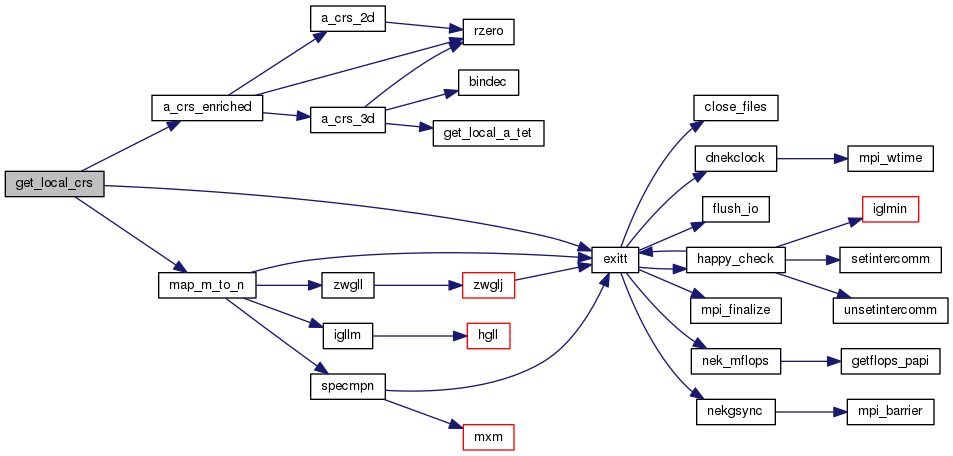 a_crs_2d
rzero
bindec
a_crs_enriched
a_crs_3d
get_local_a_tet
close_files
dnekclock
mpi_wtime
get_local_crs
flush_io
iglmin
exitt
happy_check
setintercomm
map_m_to_n
zwgll
zwglj
mpi_finalize
unsetintercomm
igllm
hgll
nek_mflops
getflops_papi
specmpn
nekgsync
mpi_barrier
mxm